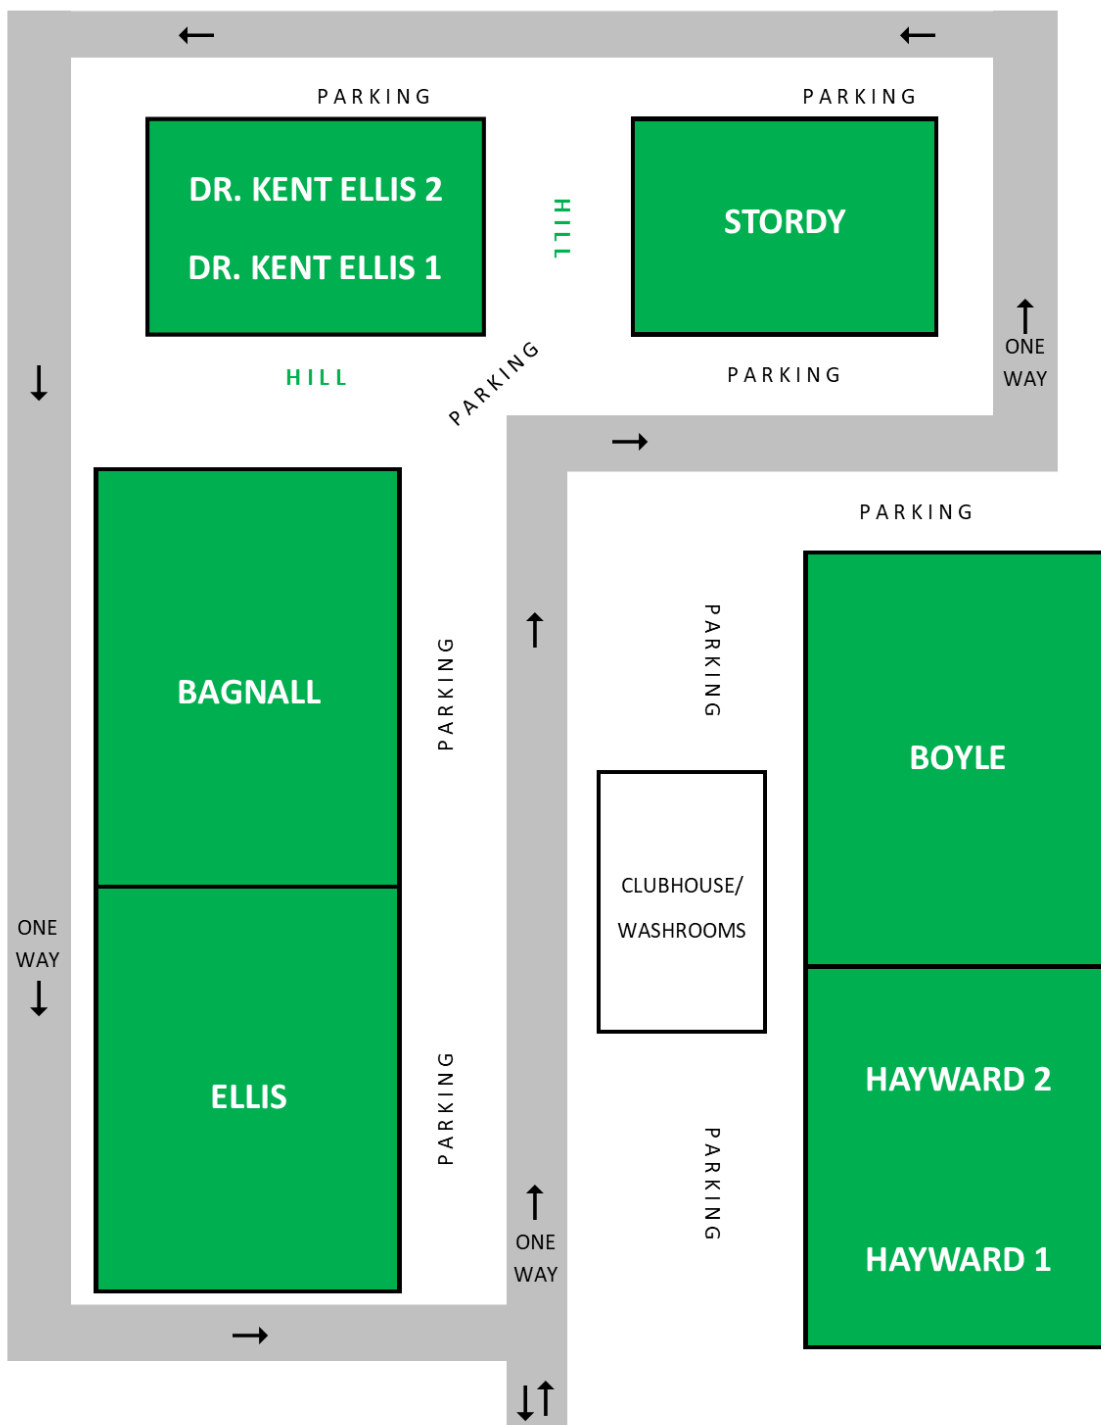 ← ←
PARKING PARKING
DR. KENT ELLIS 2
DR. KENT ELLIS 1
HILL
STORDY
↑
ONE
WAY
PARKING
PARKING
HILL
↓
→
PARKING
BAGNALL
PARKING
↑
PARKING
BOYLE
CLUBHOUSE/
WASHROOMS
ONE
WAY
↓
ELLIS
PARKING
HAYWARD 2
PARKING
↑
ONE
WAY
HAYWARD 1
→
↓↑